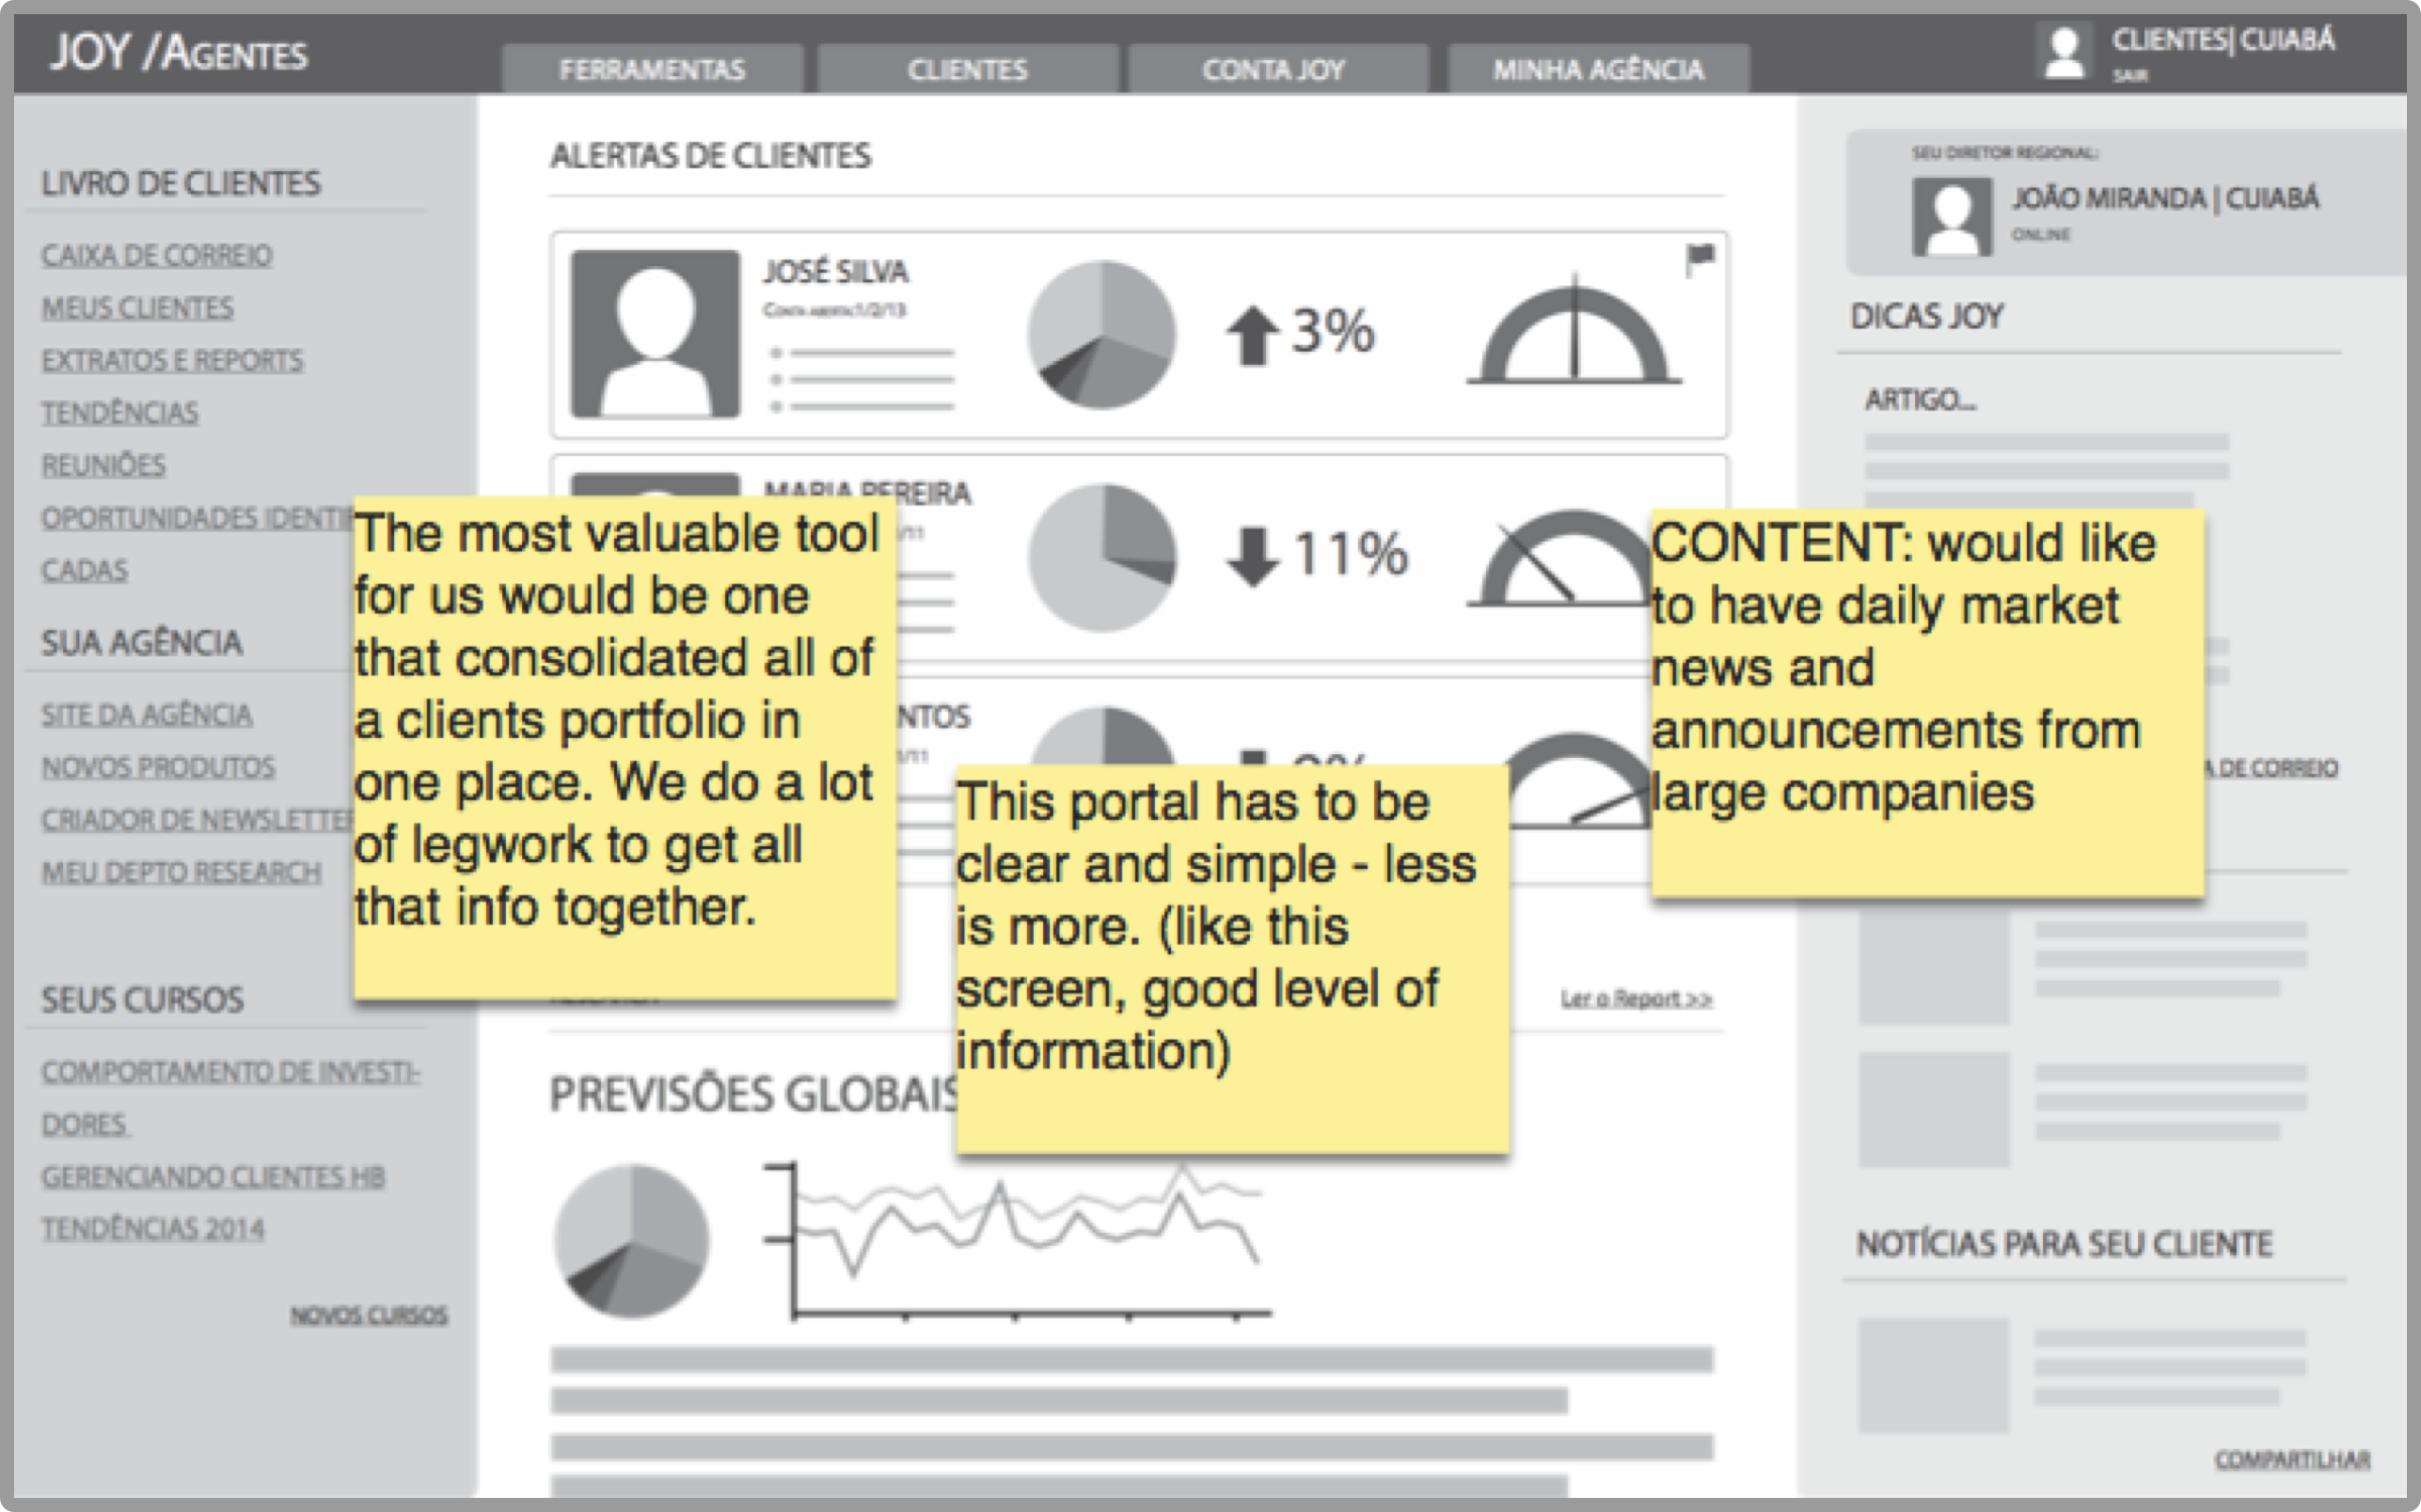 JOY /AGENTES
FERRAMENTAS
CLIENTES
CONTA JOY
MINHA AGÊNCIA
CLIENTES| CUIABÁ
SAIR
LIVRO DE CLIENTES
CAIXA DE CORREIO
MEUS CLIENTES
EXTRATOS E REPORTS
TENDÊNCIAS
REUNIÕES
OPORTUNIDADES
CADAS
SUA AGÊNCIA
SITE DA AGÊNCIA
NOVOS PRODUTOS
CRIADOR DE
MEU DEPTO RESEARCH
SEUS CURSOS
COMPORTAMENTO DE INVESTI-
DORES
GERENCIANDO CLIENTES HB
TENDÊNCIAS 2014
NOVOS CURSOS
ALERTAS DE CLIENTES
JOSÉ SILVA
CONTA ABERTA:1/2/13
3%
MARIA PEREIRA
11%
The most valuable tool
for us would be one
that consolidated all of
a clients portfolio in
one place. We do a lot
of legwork to get all
that info together.
This portal has to be
clear and simple - less
is more. (like this
screen, good level of
information)
Ler o Report >>
PREVISÕES GLOBAIS
SEU DIRETOR REGIONAL:
JOÃO MIRANDA | CUIABÁ
ONLINE
DICAS JOY
ARTIGO...
CONTENT: would like
to have daily market
news and
announcements from
large companies
DE CORREIO
NOTÍCIAS PARA SEU CLIENTE
COMPARTILHAR